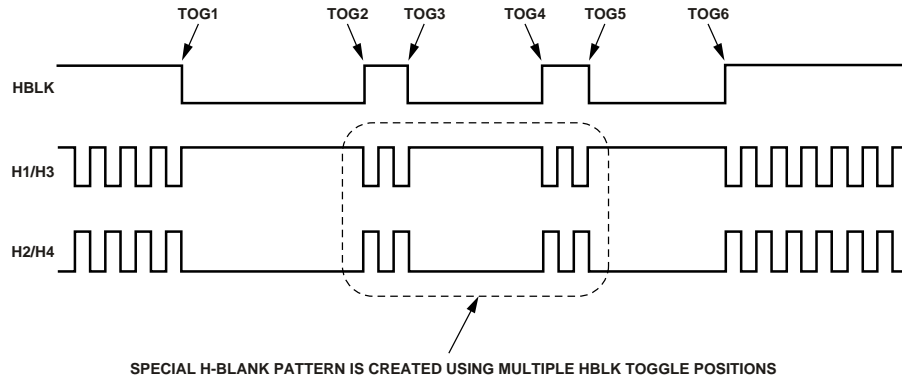 TOG1 TOG2 TOG3 TOG4 TOG5 TOG6
HBLK
H1/H3
H2/H4
SPECIAL H-BLANK PATTERN IS CREATED USING MULTIPLE HBLK TOGGLE POSITIONS